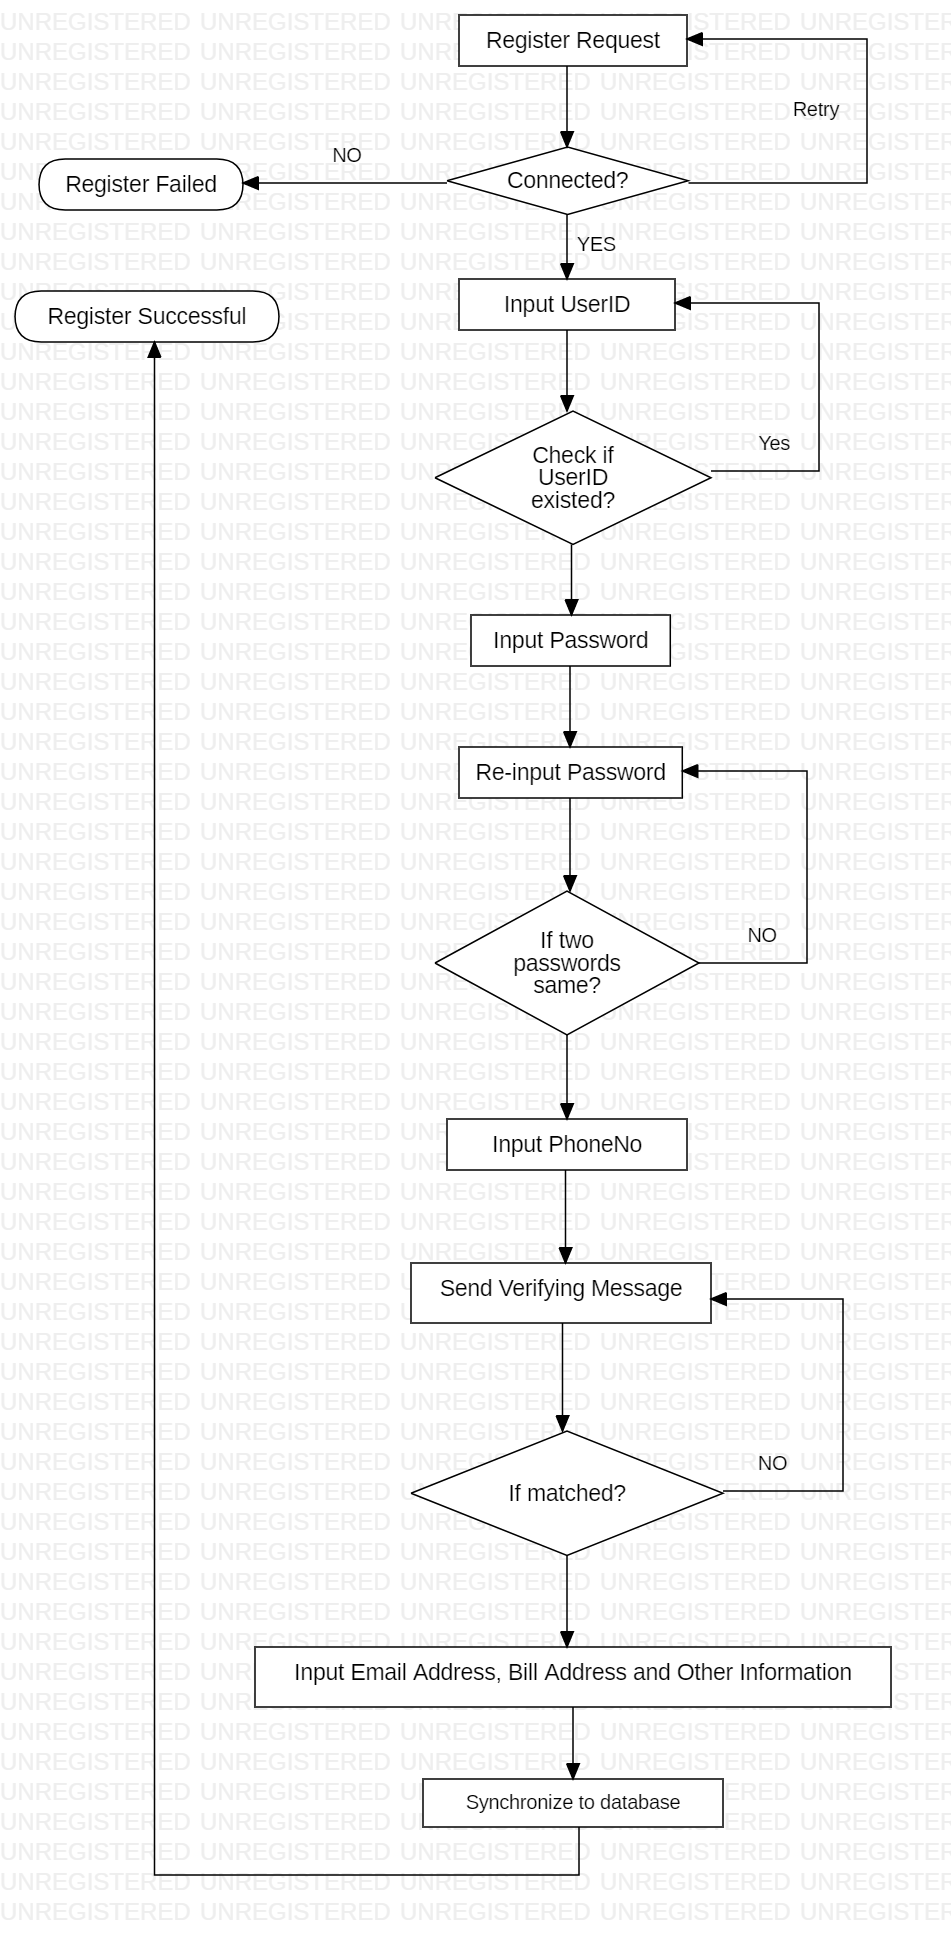 Register Request
Retry
NO
Register Failed
Connected?
YES
Input UserID
Register Successful
Yes
Check if
UserID
existed?
Input Password
Re-input Password
NO
If two
passwords
same?
Input PhoneNo
Send Verifying Message
NO
If matched?
Input Email Address, Bill Address and Other Information
Synchronize to database
UNREGISTERED